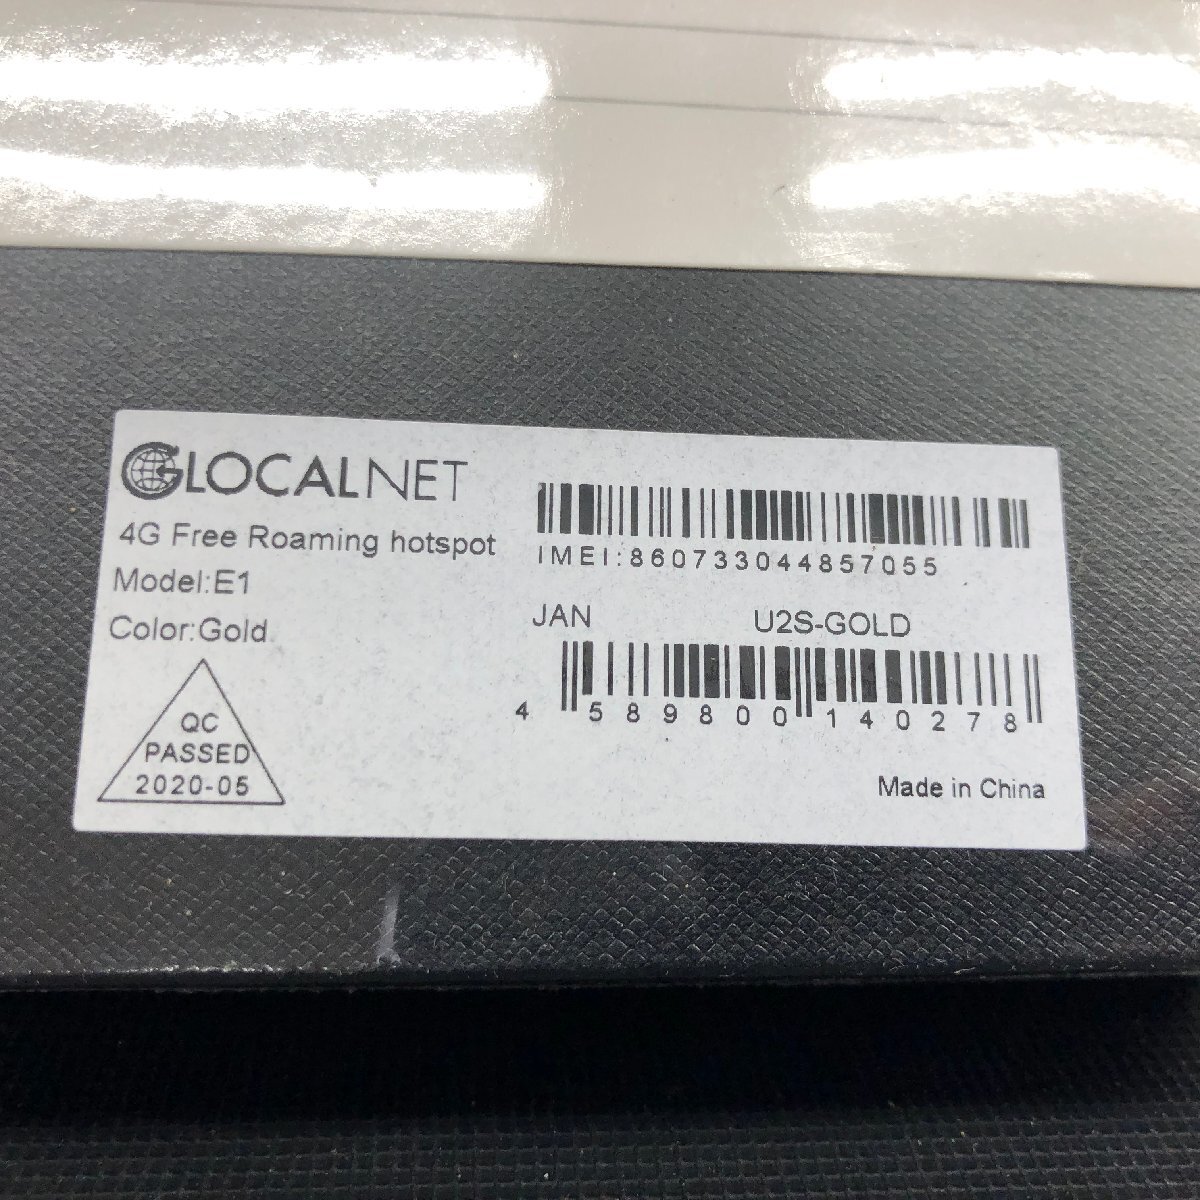 GLOCALNET
4G Free Roaming hotspot
Model:E1
Color:Gold
QC
PASSED
2020-05
IMEI:860733044857055
JAN U2S-GOLD
4 589800 140278
Made in China